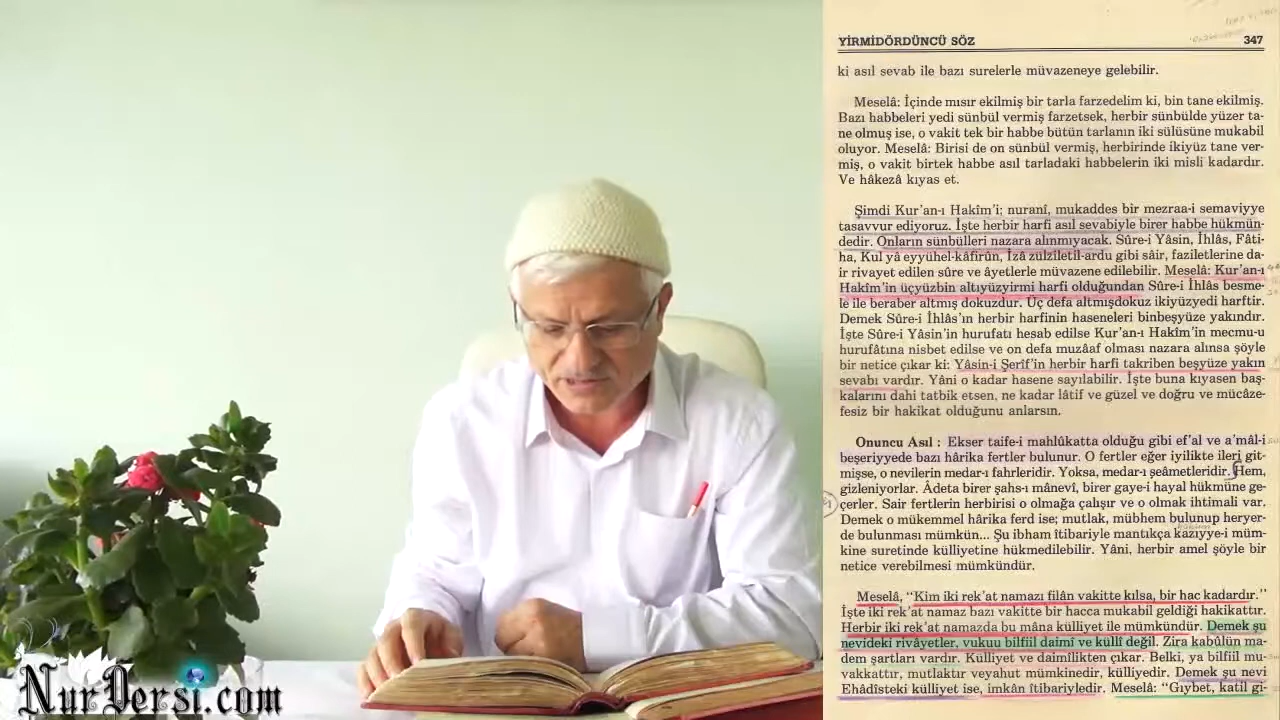 YİRMİDÖRDÜNCÜ SÖZ 347
ki asıl sevab ile bazı surelerle müvazeneye gelebilir.
Meselâ: İçinde mısır ekilmiş bir tarla farzedelim ki, bin tane ekilmiş.
Bazı habbeleri yedi sünbül vermiş farzetsek, herbir sünbülde yüzer ta-
ne olmuş ise, o vakit tek bir habbe bütün tarlanın iki sülüsüne mukabil
oluyor. Meselâ: Birisi de on sünbül vermiş, herbirinde ikiyüz tane ver-
miş, o vakit birtek habbe asıl tarladaki habbelerin iki misli kadardır.
Ve hâkezâ kıyas et.
Şimdi Kur'an-ı Hakîm'i; nuranî, mukaddes bir mezraa-i semaviyye
tasavvur ediyoruz. İşte herbir harfi asıl sevabiyle birer habbe hükmün-
dedir. Onların sünbülleri nazara alınmıyacak. Sûre-i Yâsin, İhlâs, Fâti-
ha, Kul yâ eyyühel-kâfirûn, İzâ zülziletil-ardu gibi sâir, faziletlerine da-
ir rivayet edilen sûre ve âyetlerle müvazene edilebilir. Meselâ: Kur'an-ı
Hakîm'in üçyüzbin altıyüzyirmi harfi olduğundan Sûre-i İhlâs besme-
le ile beraber altmış dokuzdur. Üç defa altmışdokuz ikiyüzyedi harftir.
Demek Sûre-i İhlâs'ın herbir harfinin haseneleri binbeşyüze yakındır.
İşte Sûre-i Yâsin'in hurufatı hesab edilse Kur'an-ı Hakîm'in mecmu-u
hurufâtına nisbet edilse ve on defa muzâaf olması nazara alınsa şöyle
bir netice çıkar ki: Yâsin-i Şerîf'in herbir harfi takriben beşyüze yakın
sevabı vardır. Yâni o kadar hasene sayılabilir. İşte buna kıyasen baş-
kalarını dahi tatbik etsen, ne kadar lâtif ve güzel ve doğru ve mücâze-
fesiz bir hakikat olduğunu anlarsın.
Onuncu Asıl : Ekser taife-i mahlûkatta olduğu gibi ef'al ve a'mâl-i
beşeriyyede bazı hârika fertler bulunur. O fertler eğer iyilikte ileri git-
mişse, o nevilerin medar-ı fahrleridir. Yoksa, medar-ı şeâmetleridir. Hem,
gizleniyorlar. Âdeta birer şahs-ı mânevî, birer gaye-i hayal hükmüne ge-
çerler. Sair fertlerin herbirisi o olmağa çalışır ve o olmak ihtimali var.
Demek o mükemmel hârika ferd ise; mutlak, mübhem bulunup heryer-
de bulunması mümkün... Şu ibham îtibariyle mantıkça kazıyye-i müm-
kine suretinde külliyetine hükmedilebilir. Yâni, herbir amel şöyle bir
netice verebilmesi mümkündür.
Meselâ, "Kim iki rek'at namazı filân vakitte kılsa, bir hac kadardır."
İşte iki rek'at namaz bazı vakitte bir hacca mukabil geldiği hakikattır.
Herbir iki rek'at namazda bu mâna külliyet ile mümkündür. Demek şu
nevideki rivâyetler, vukuu bilfiil daimî ve küllî değil. Zira kabûlün ma-
dem şartları vardır. Külliyet ve daimîlikten çıkar. Belki, ya bilfiil mu-
vakkattır, mutlaktır veyahut mümkinedir, külliyedir. Demek şu nevi
Ehâdîsteki külliyet ise, imkân îtibariyledir. Meselâ: "Gıybet, katil gi-
NurDersi.com